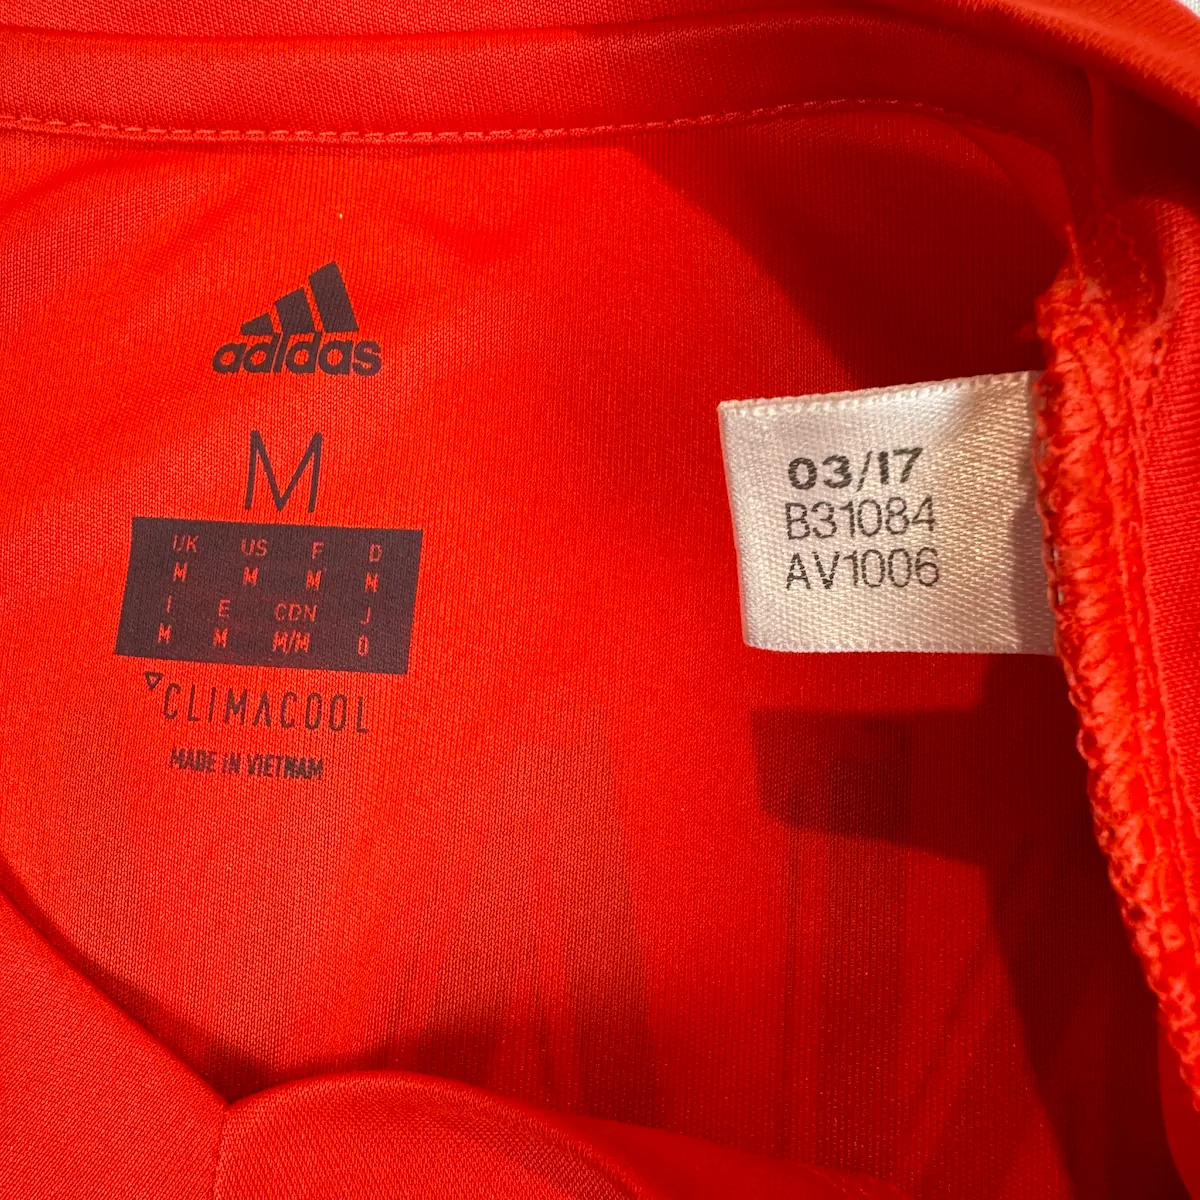 adidas
M
UK US F D
M M M M
I E CDN J
M M M/M O
CLIMACOOL
MADE IN VIETNAM
03/17
B31084
AV1006